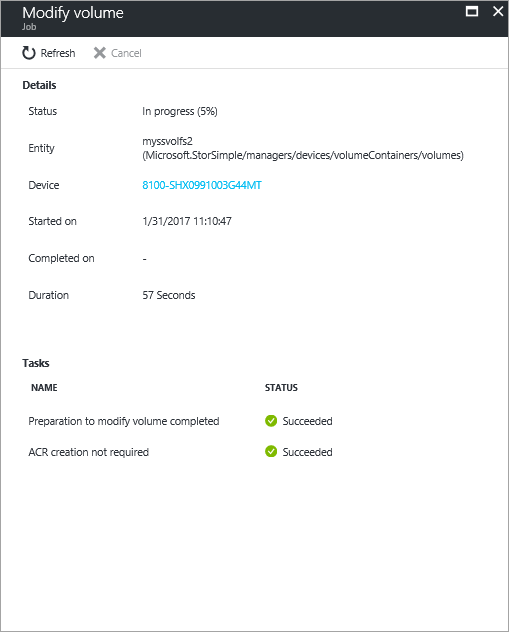 Modify volume
Job
Refresh Cancel
Details
Status In progress (5%)
Entity myssvolfs2
(Microsoft.StorSimple/managers/devices/volumeContainers/volumes)
Device 8100-SHX0991003G44MT
Started on 1/31/2017 11:10:47
Completed on -
Duration 57 Seconds
Tasks
NAME STATUS
Preparation to modify volume completed Succeeded
ACR creation not required Succeeded